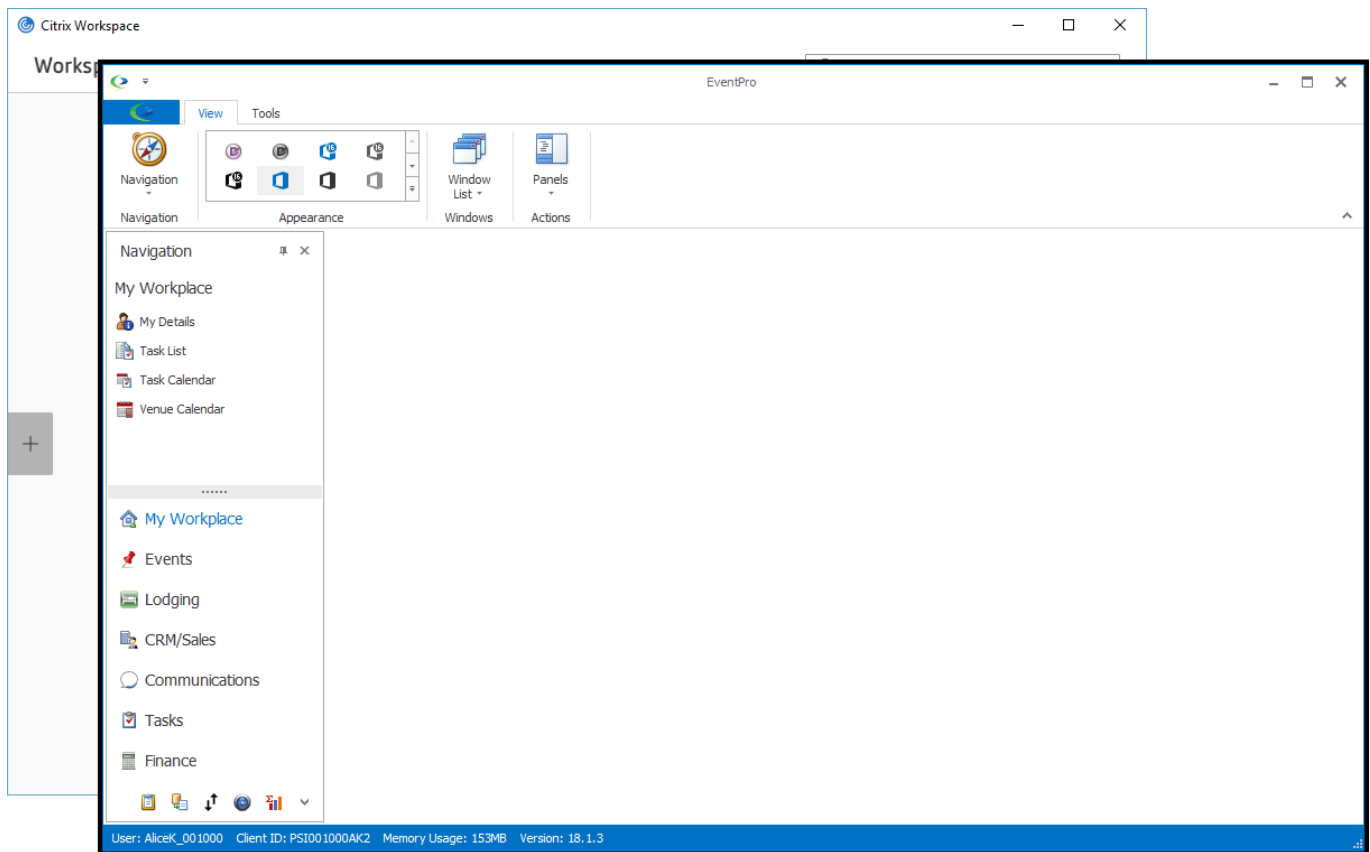 Citrix Workspace
EventPro
View Tools
Navigation
Window
List
Panels
Navigation Appearance Windows Actions
Navigation
My Workplace
My Details
Task List
Task Calendar
Venue Calendar
My Workplace
Events
Lodging
CRM/Sales
Communications
Tasks
Finance
User: AliceK_001000 Client ID: PSI001000AK2 Memory Usage: 153MB Version: 18.1.3